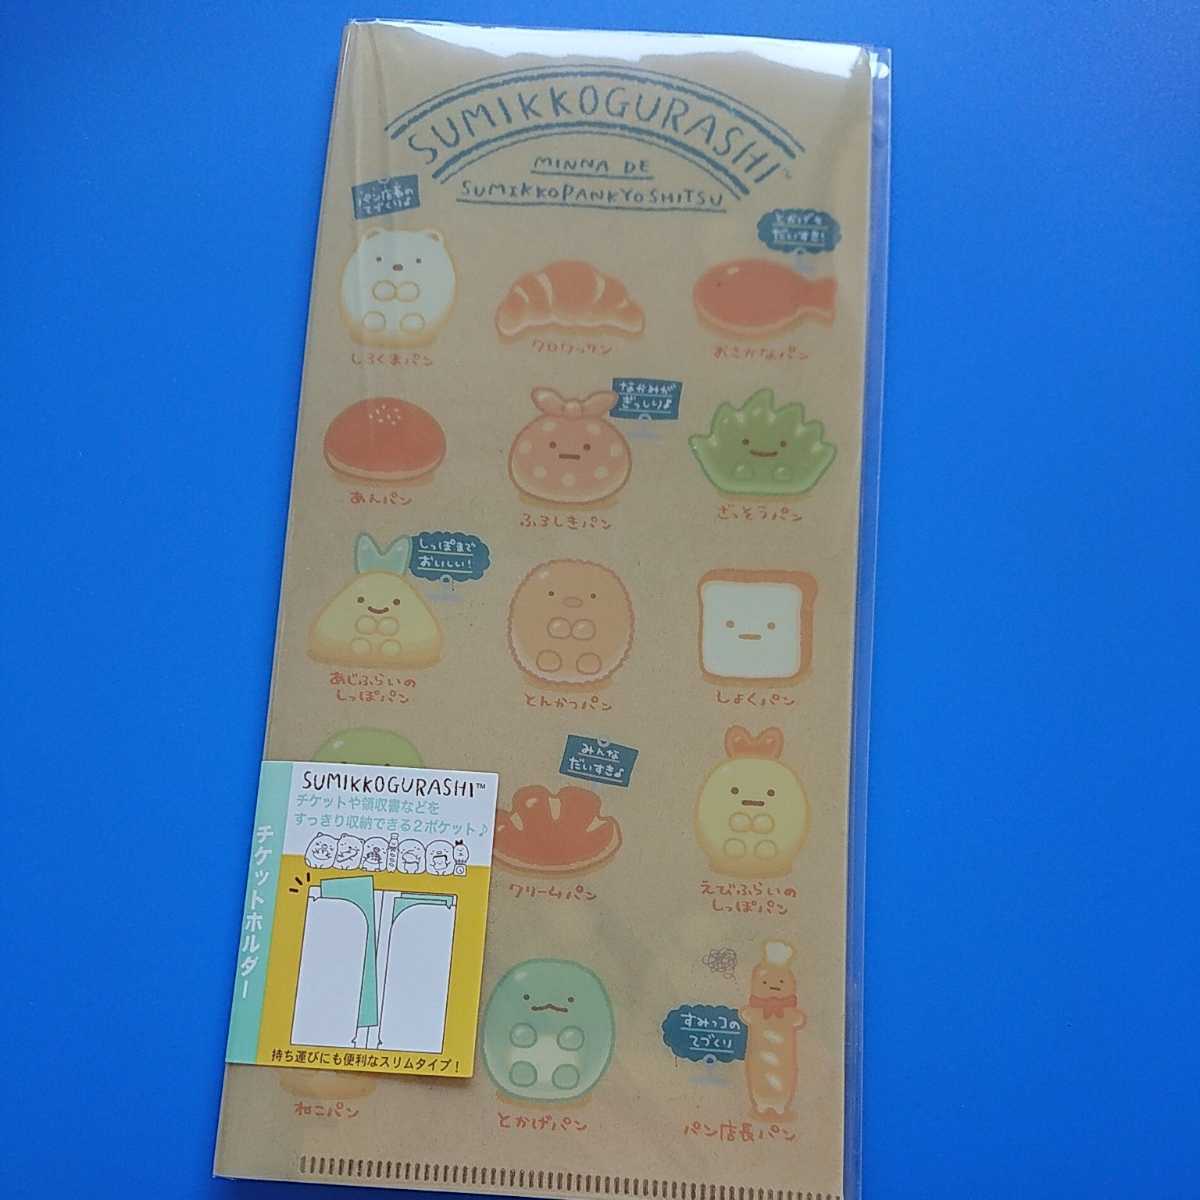 SUMIKKOGURASHI
MINNA DE
SUMIKKOPANKYOSHITSU
パン店長の
てづくり♪
とかげも
だいすき!
しろくまパン
クロワッサン
おさかなパン
なかみが
ぎっしり♪
あんパン
ふろしきパン
ざっそうパン
しっぽまで
おいしい!
あじふらいの
しっぽパン
とんかつパン
しょくパン
みんな
だいすき♪
クリームパン
えびふらいの
しっぽパン
SUMIKKOGURASHI™
チケットや領収書などを
すっきり収納できる2ポケット♪
チケットホルダー
持ち運びにも便利なスリムタイプ!
すみっコの
てづくり
ねこパン
とかげパン
パン店長パン